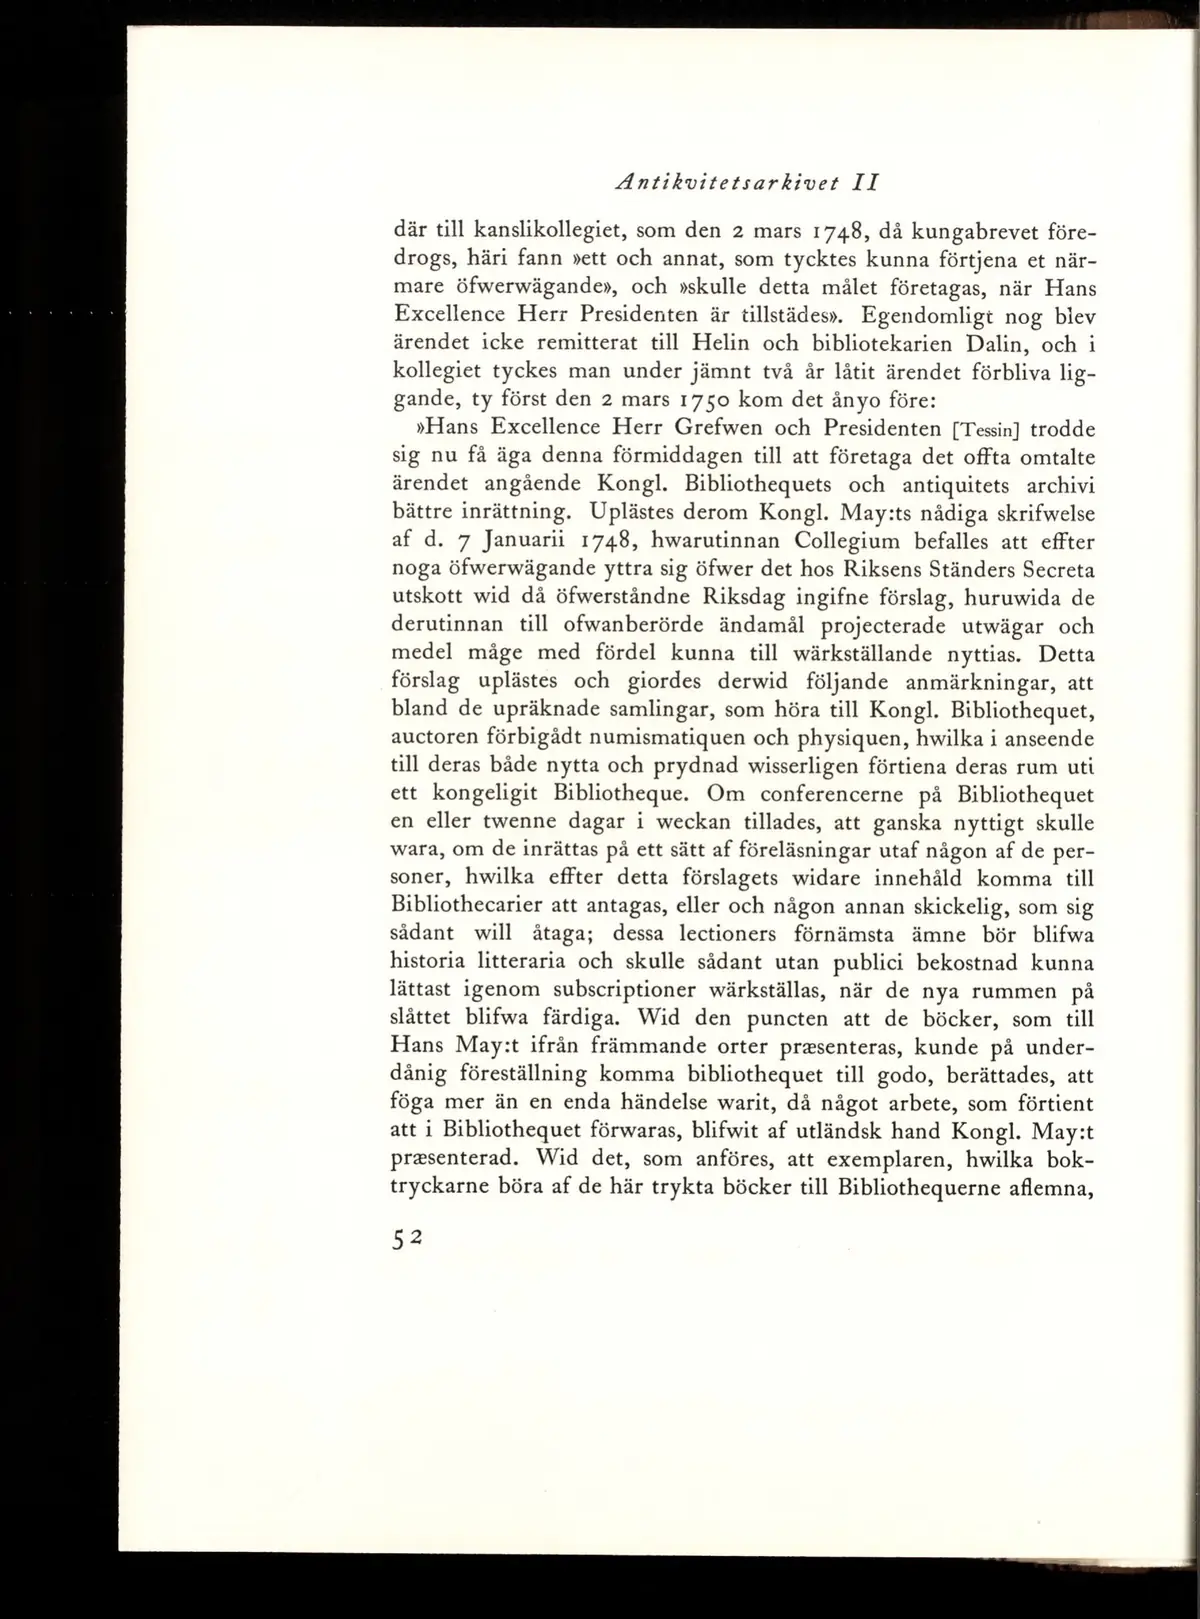 Antikvitetsarkivet II
där till kanslikollegiet, som den 2 mars 1748, då kungabrevet före-
drogs, häri fann »ett och annat, som tycktes kunna förtjena et när-
mare öfwerwägande», och »skulle detta målet företagas, när Hans
Excellence Herr Presidenten är tillstädes». Egendomligt nog blev
ärendet icke remitterat till Helin och bibliotekarien Dalin, och i
kollegiet tyckes man under jämnt två år låtit ärendet förbliva lig-
gande, ty först den 2 mars 1750 kom det ånyo före:
»Hans Excellence Herr Grefwen och Presidenten [Tessin] trodde
sig nu få äga denna förmiddagen till att företaga det offta omtalte
ärendet angående Kongl. Bibliothequets och antiquitets archivi
bättre inrättning. Uplästes derom Kongl. May:ts nådiga skrifwelse
af d. 7 Januarii 1748, hwarutinnan Collegium befalles att effter
noga öfwerwägande yttra sig öfwer det hos Riksens Ständers Secreta
utskott wid då öfwerståndne Riksdag ingifne förslag, huruwida de
derutinnan till ofwanberörde ändamål projecterade utwägar och
medel måge med fördel kunna till wärkställande nyttias. Detta
förslag uplästes och giordes derwid följande anmärkningar, att
bland de upräknade samlingar, som höra till Kongl. Bibliothequet,
auctoren förbigådt numismatiquen och physiquen, hwilka i anseende
till deras både nytta och prydnad wisserligen förtiena deras rum uti
ett kongeligit Bibliotheque. Om conferencerne på Bibliothequet
en eller twenne dagar i weckan tillades, att ganska nyttigt skulle
wara, om de inrättas på ett sätt af föreläsningar utaf någon af de per-
soner, hwilka effter detta förslagets widare innehåld komma till
Bibliothecarier att antagas, eller och någon annan skickelig, som sig
sådant will åtaga; dessa lectioners förnämsta ämne bör blifwa
historia litteraria och skulle sådant utan publici bekostnad kunna
lättast igenom subscriptioner wärkställas, när de nya rummen på
slåttet blifwa färdiga. Wid den puncten att de böcker, som till
Hans May:t ifrån främmande orter præsenteras, kunde på under-
dånig föreställning komma bibliothequet till godo, berättades, att
föga mer än en enda händelse warit, då något arbete, som förtient
att i Bibliothequet förwaras, blifwit af utländsk hand Kongl. May:t
præsenterad. Wid det, som anföres, att exemplaren, hwilka bok-
tryckarne böra af de här trykta böcker till Bibliothequerne aflemna,
52